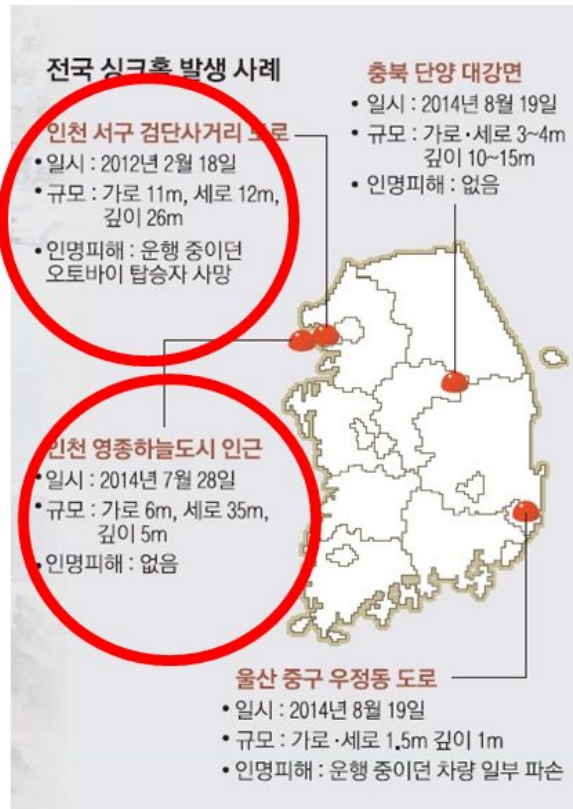 전국 싱크홀 발생 사례
인천 서구 검단사거리 도로
• 일시 : 2012년 2월 18일
• 규모 : 가로 11m, 세로 12m,
깊이 26m
• 인명피해 : 운행 중이던
오토바이 탑승자 사망
충북 단양 대강면
• 일시 : 2014년 8월 19일
• 규모 : 가로·세로 3~4m
깊이 10~15m
• 인명피해 : 없음
인천 영종하늘도시 인근
• 일시 : 2014년 7월 28일
• 규모 : 가로 6m, 세로 35m,
깊이 5m
• 인명피해 : 없음
울산 중구 우정동 도로
• 일시 : 2014년 8월 19일
• 규모 : 가로·세로 1.5m 깊이 1m
• 인명피해 : 운행 중이던 차량 일부 파손